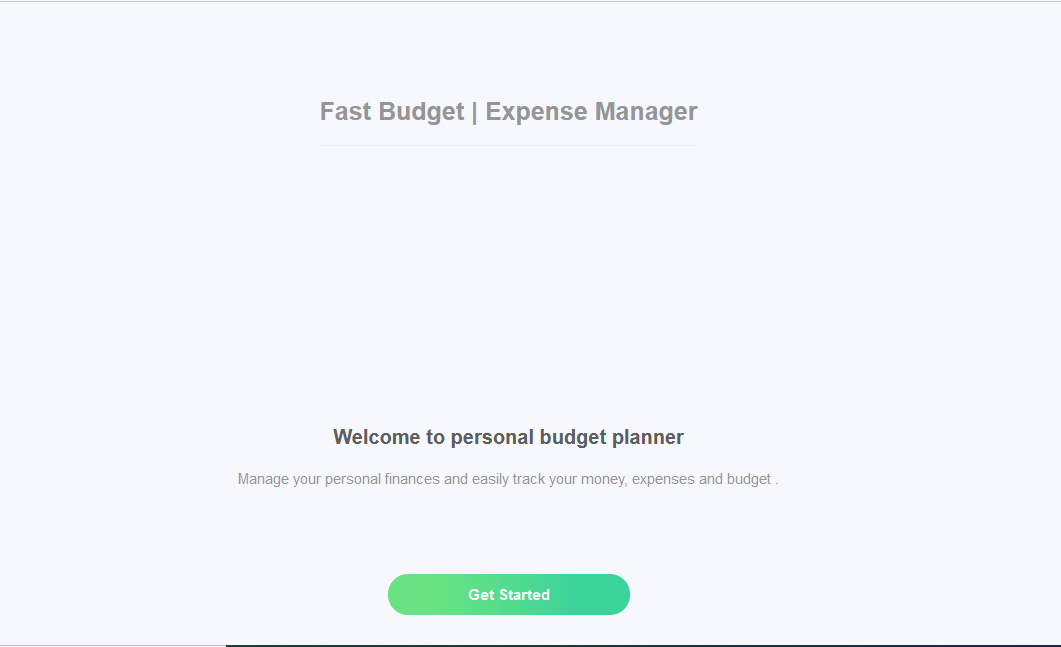 Fast Budget | Expense Manager
Welcome to personal budget planner
Manage your personal finances and easily track your money, expenses and budget .
Get Started